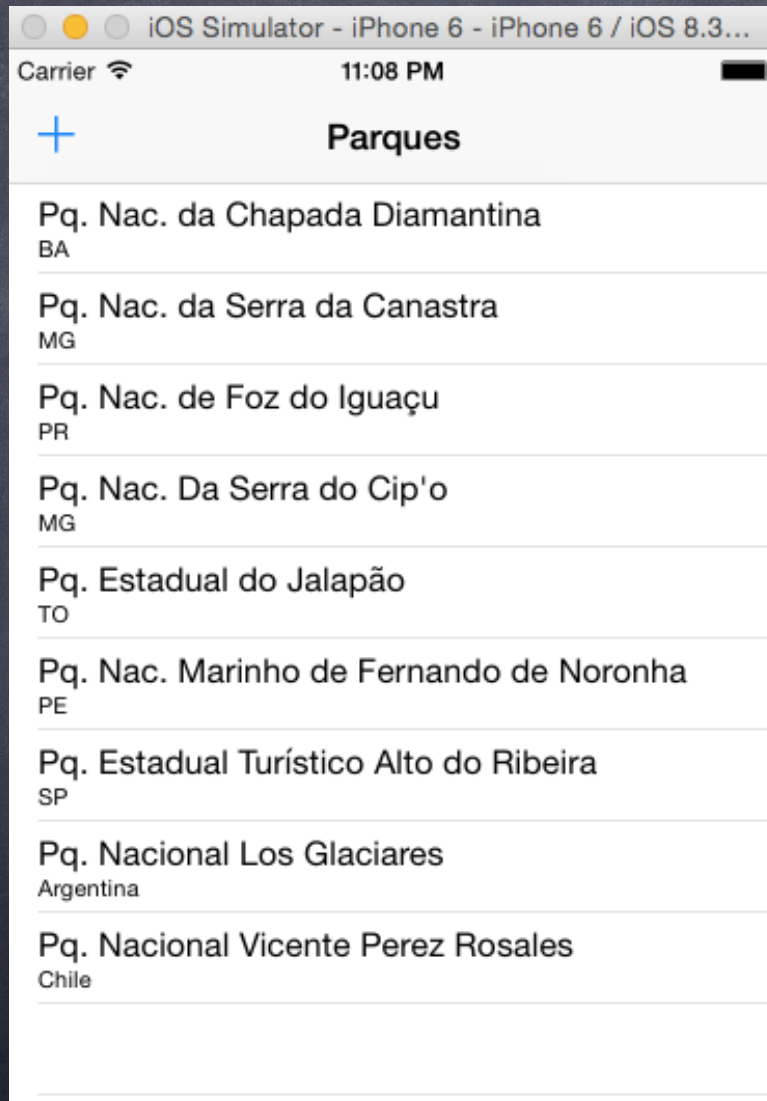 iOS Simulator - iPhone 6 - iPhone 6 / iOS 8.3...
Carrier 11:08 PM
Parques
Pq. Nac. da Chapada Diamantina
BA
Pq. Nac. da Serra da Canastra
MG
Pq. Nac. de Foz do Iguaçu
PR
Pq. Nac. Da Serra do Cip'o
MG
Pq. Estadual do Jalapão
TO
Pq. Nac. Marinho de Fernando de Noronha
PE
Pq. Estadual Turístico Alto do Ribeira
SP
Pq. Nacional Los Glaciares
Argentina
Pq. Nacional Vicente Perez Rosales
Chile